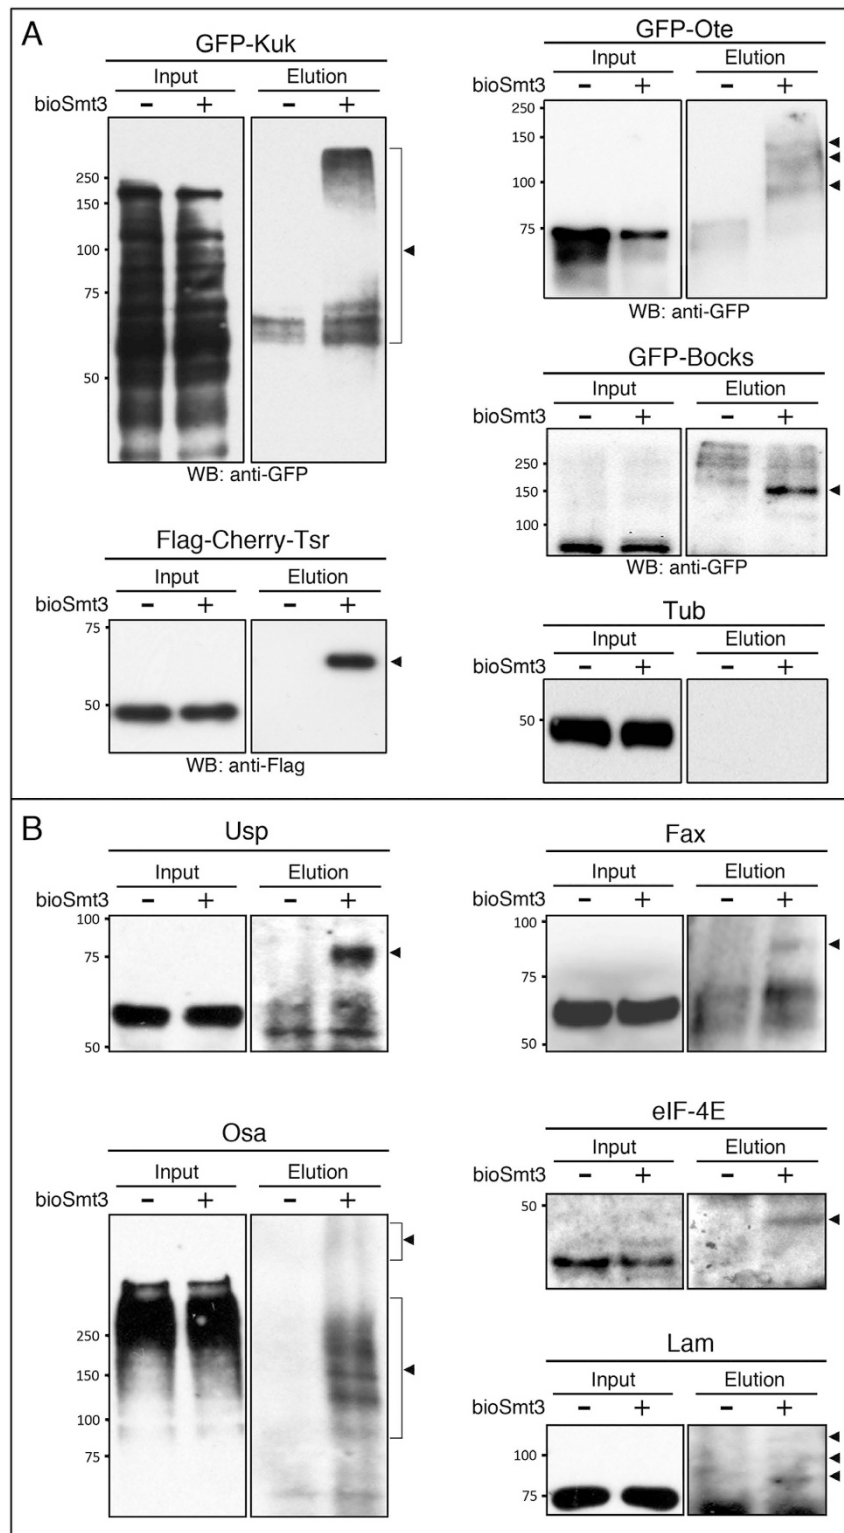 A
GFP-Kuk
Input Elution
bioSmt3 − + − +
250
150
100
75
50
WB: anti-GFP
GFP-Ote
Input Elution
bioSmt3 − + − +
250
150
100
75
WB: anti-GFP
GFP-Bocks
Input Elution
bioSmt3 − + − +
250
150
100
WB: anti-GFP
Flag-Cherry-Tsr
Input Elution
bioSmt3 − + − +
75
50
WB: anti-Flag
Tub
Input Elution
bioSmt3 − + − +
50
B
Usp
Input Elution
bioSmt3 − + − +
100
75
50
Fax
Input Elution
bioSmt3 − + − +
100
75
50
Osa
Input Elution
bioSmt3 − + − +
250
150
100
75
eIF-4E
Input Elution
bioSmt3 − + − +
50
Lam
Input Elution
bioSmt3 − + − +
100
75